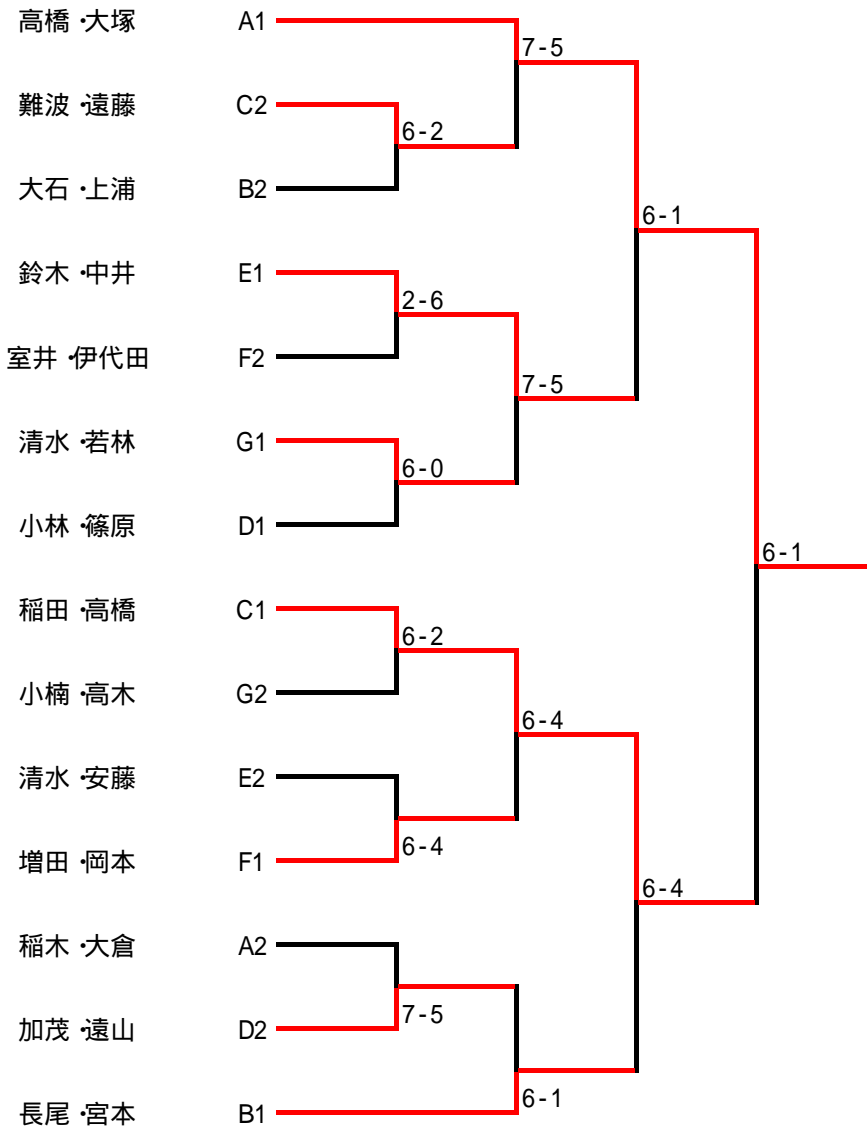 高橋・大塚 A1
7-5
難波・遠藤 C2
6-2
大石・上浦 B2
6-1
鈴木・中井 E1
2-6
室井・伊代田 F2
7-5
清水・若林 G1
6-0
小林・篠原 D1
6-1
稲田・高橋 C1
6-2
小楠・高木 G2
6-4
清水・安藤 E2
6-4
増田・岡本 F1
6-4
稲木・大倉 A2
7-5
加茂・遠山 D2
6-1
長尾・宮本 B1